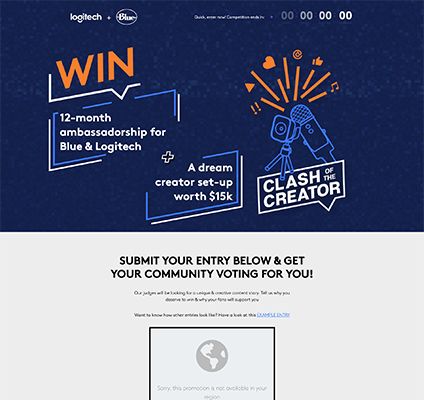 logitech + Blue
Quick, enter now! Competition ends in: 00 00 00 00
WIN
12-month
ambassadorship for
Blue & Logitech
+
A dream
creator set-up
worth $15k
CLASH OF THE
CREATOR
SUBMIT YOUR ENTRY BELOW & GET
YOUR COMMUNITY VOTING FOR YOU!
Our judges will be looking for a unique & creative content story. Tell us why you
deserve to win & why your fans will support you
Want to know how other entries look like? Have a look at this EXAMPLE ENTRY
Sorry, this promotion is not available in your
region